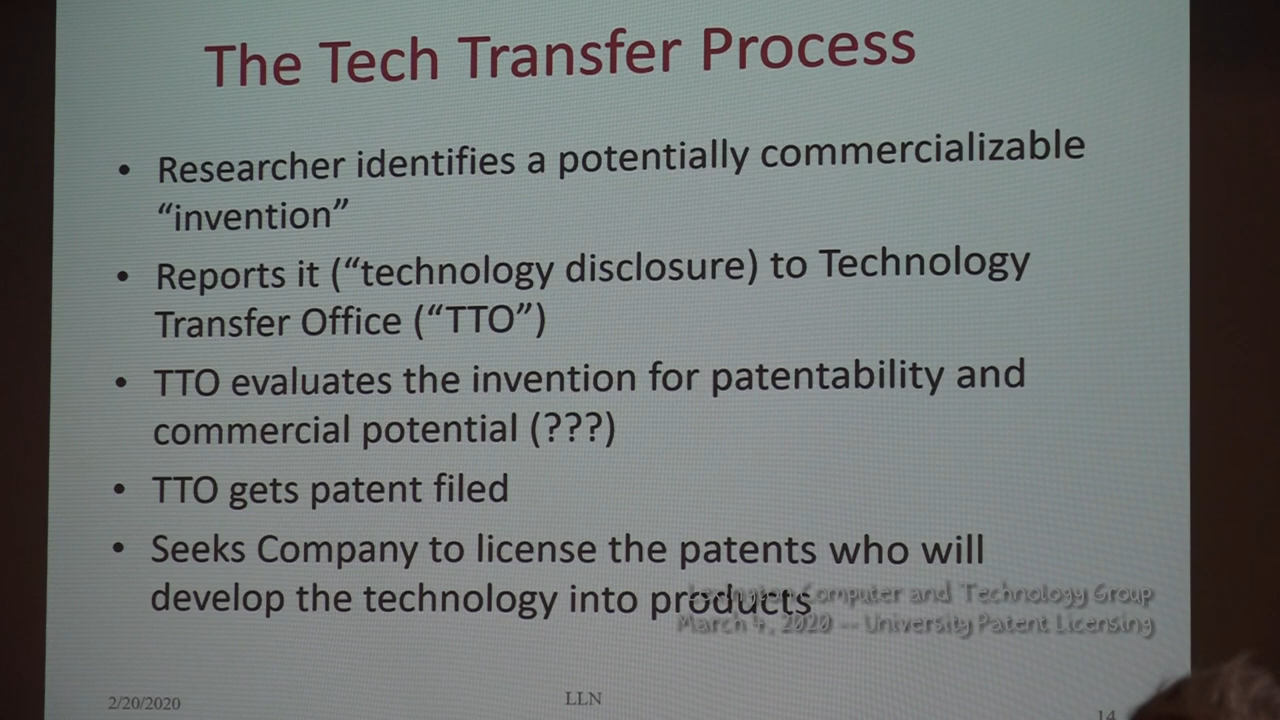 The Tech Transfer Process
• Researcher identifies a potentially commercializable
“invention”
• Reports it (“technology disclosure) to Technology
Transfer Office (“TTO”)
• TTO evaluates the invention for patentability and
commercial potential (???)
• TTO gets patent filed
• Seeks Company to license the patents who will
develop the technology into products
Computer and Technology Group
March 4, 2020 -- University Patent Licensing
2/20/2020
LLN
14